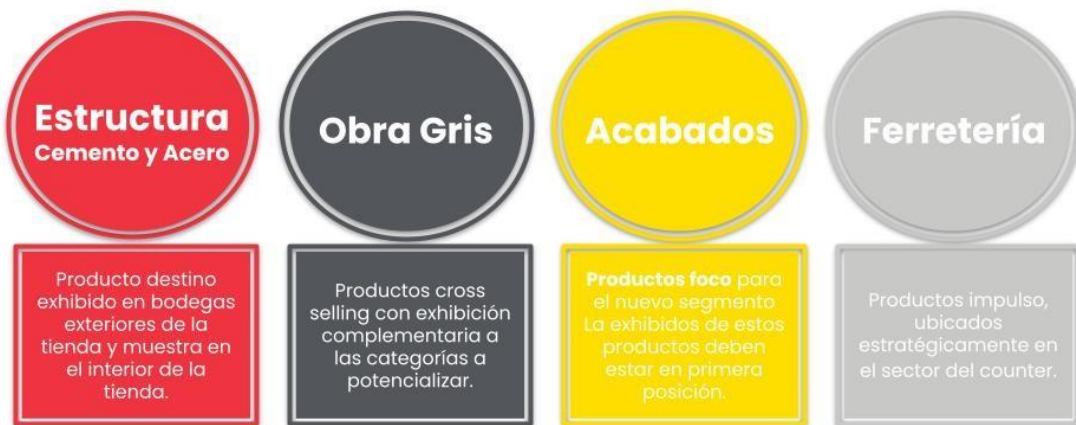 Estructura
Cemento y Acero
Producto destino
exhibido en bodegas
exteriores de la
tienda y muestra en
el interior de la
tienda.
Obra Gris
Productos cross
selling con exhibición
complementaria a
las categorías a
potencializar.
Acabados
Productos foco para
el nuevo segmento
La exhibidos de estos
productos deben
estar en primera
posición.
Ferretería
Productos impulso,
ubicados
estratégicamente en
el sector del counter.